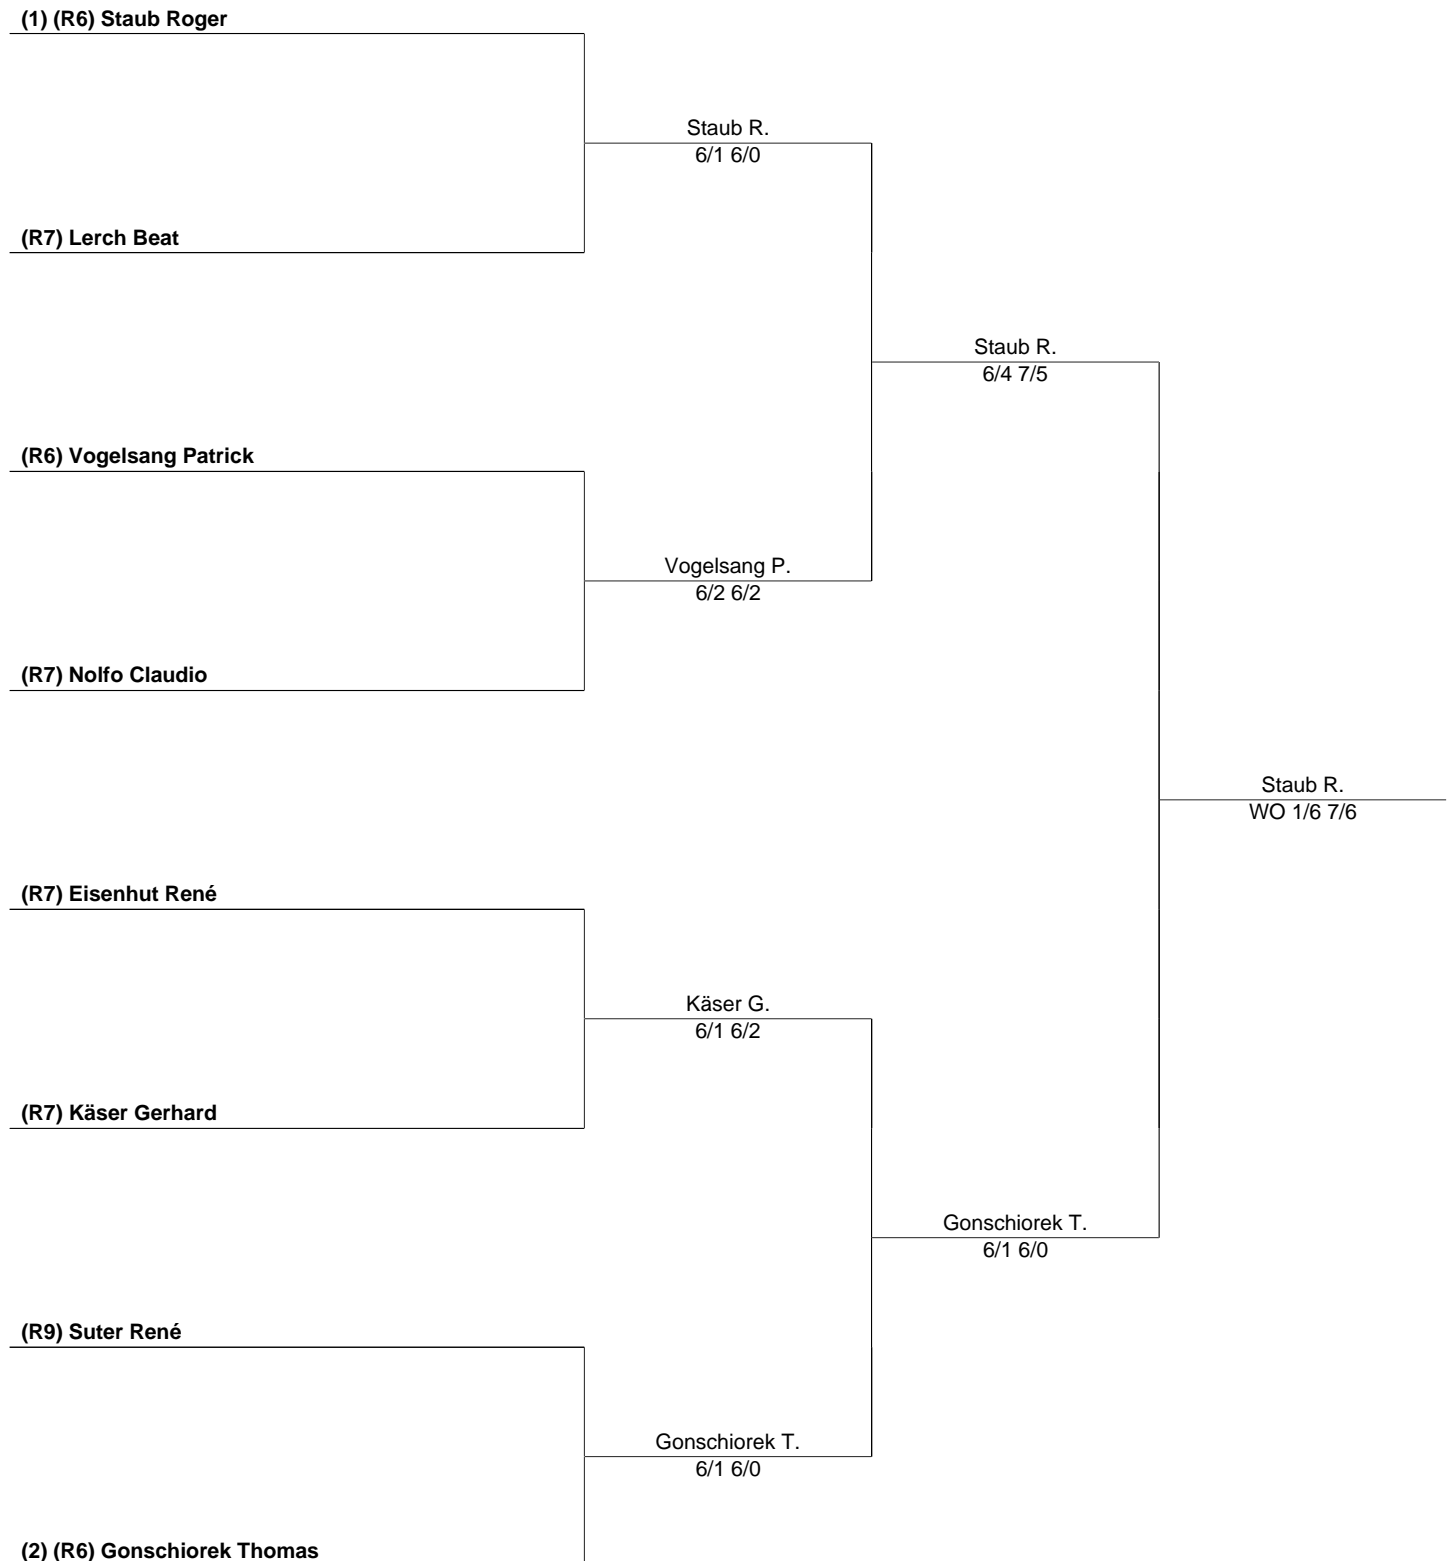 (1) (R6) Staub Roger
Staub R.
6/1 6/0
(R7) Lerch Beat
Staub R.
6/4 7/5
(R6) Vogelsang Patrick
Vogelsang P.
6/2 6/2
(R7) Nolfo Claudio
Staub R.
WO 1/6 7/6
(R7) Eisenhut René
Käser G.
6/1 6/2
(R7) Käser Gerhard
Gonschiorek T.
6/1 6/0
(R9) Suter René
Gonschiorek T.
6/1 6/0
(2) (R6) Gonschiorek Thomas